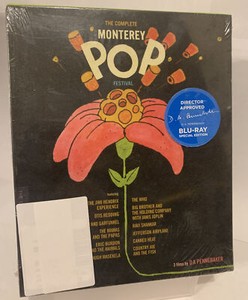 THE COMPLETE
MONTEREY
POP
FESTIVAL
DIRECTOR
APPROVED
BLU-RAY
SPECIAL EDITION
featuring
THE JIMI HENDRIX
EXPERIENCE
OTIS REDDING
AND GARFUNKEL
THE MAMAS
AND THE PAPAS
ERIC BURDON
AND THE ANIMALS
HUGH MASEKELA
THE WHO
BIG BROTHER AND
THE HOLDING COMPANY
WITH JANIS JOPLIN
RAVI SHANKAR
JEFFERSON AIRPLANE
CANNED HEAT
COUNTRY JOE
AND THE FISH
3 films by D.A. PENNEBAKER